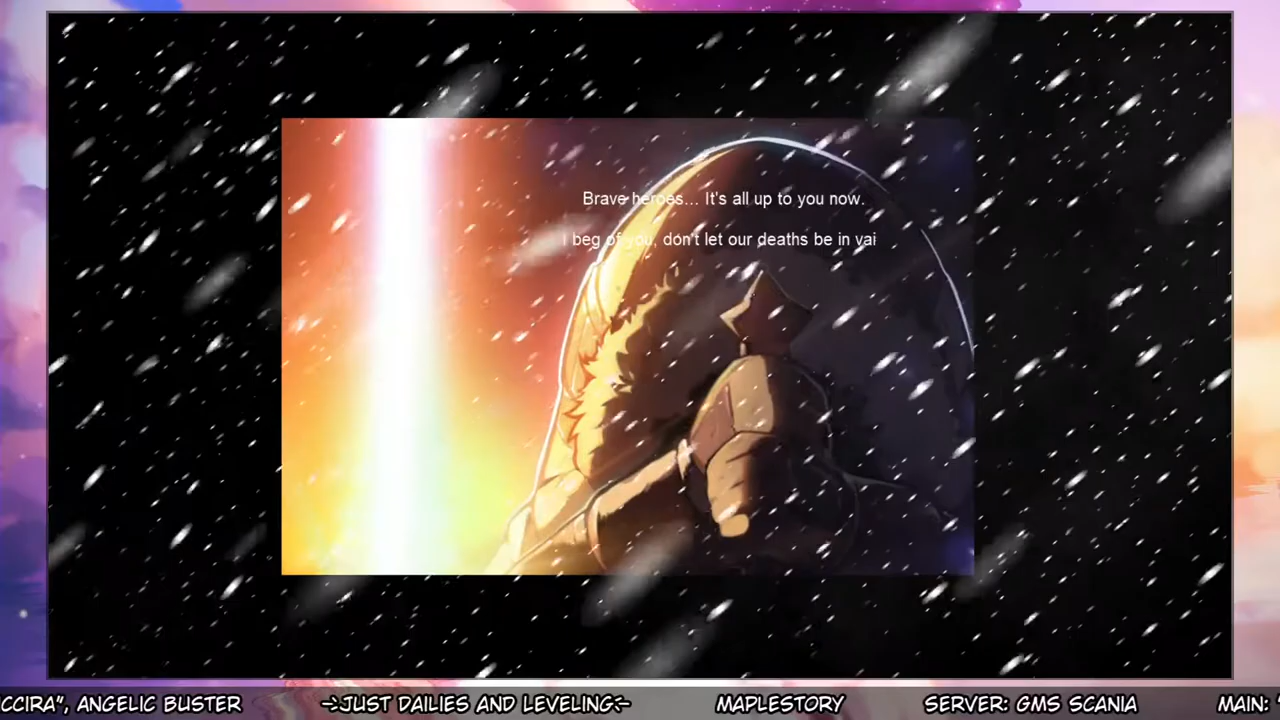 Brave heroes... It's all up to you now.
I beg of you, don't let our deaths be in vai
CCIRA", ANGELIC BUSTER -:-JUST DAILIES AND LEVELING-:- MAPLESTORY SERVER: GMS SCANIA MAIN: "